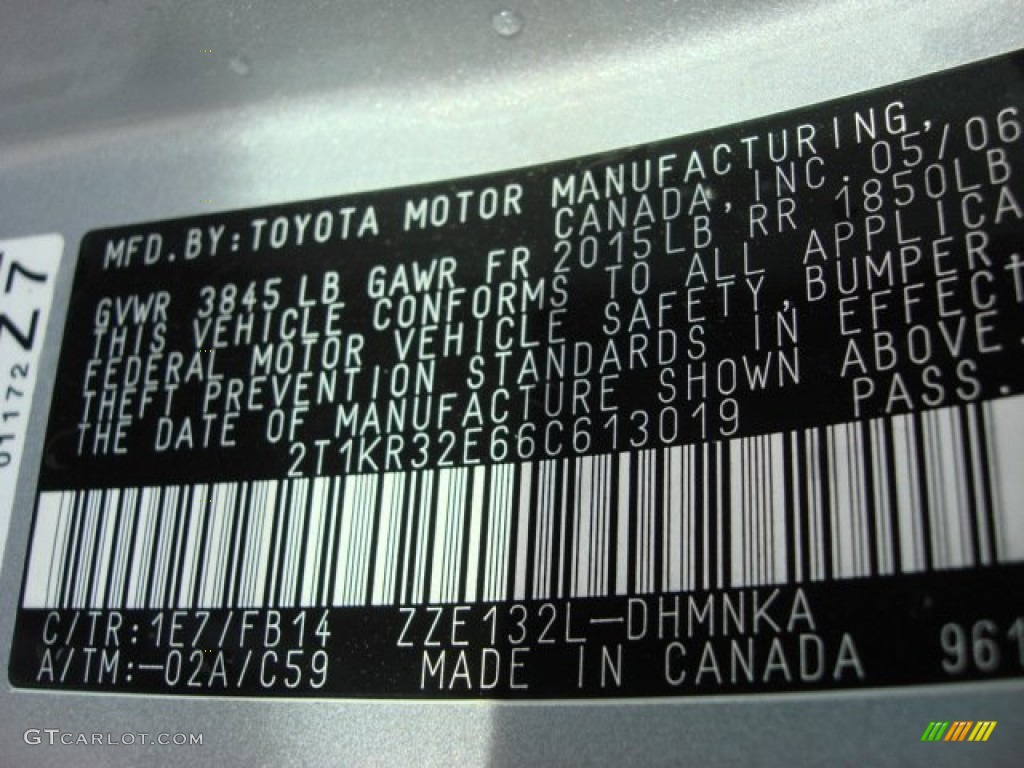 MFD.BY:TOYOTA MOTOR MANUFACTURING,
CANADA, INC. 05/06
GVWR 3845 LB GAWR FR 2015LB RR 1850LB
THIS VEHICLE CONFORMS TO ALL APPLICA
FEDERAL MOTOR VEHICLE SAFETY, BUMPER,
THEFT PREVENTION STANDARDS IN EFFECT
THE DATE OF MANUFACTURE SHOWN ABOVE.
2T1KR32E66C613019 PASS.
C/TR:1E7/FB14 ZZE132L-DHMNKA
A/TM:-02A/C59 MADE IN CANADA 961
01172 Z7
GTCARLOT.COM